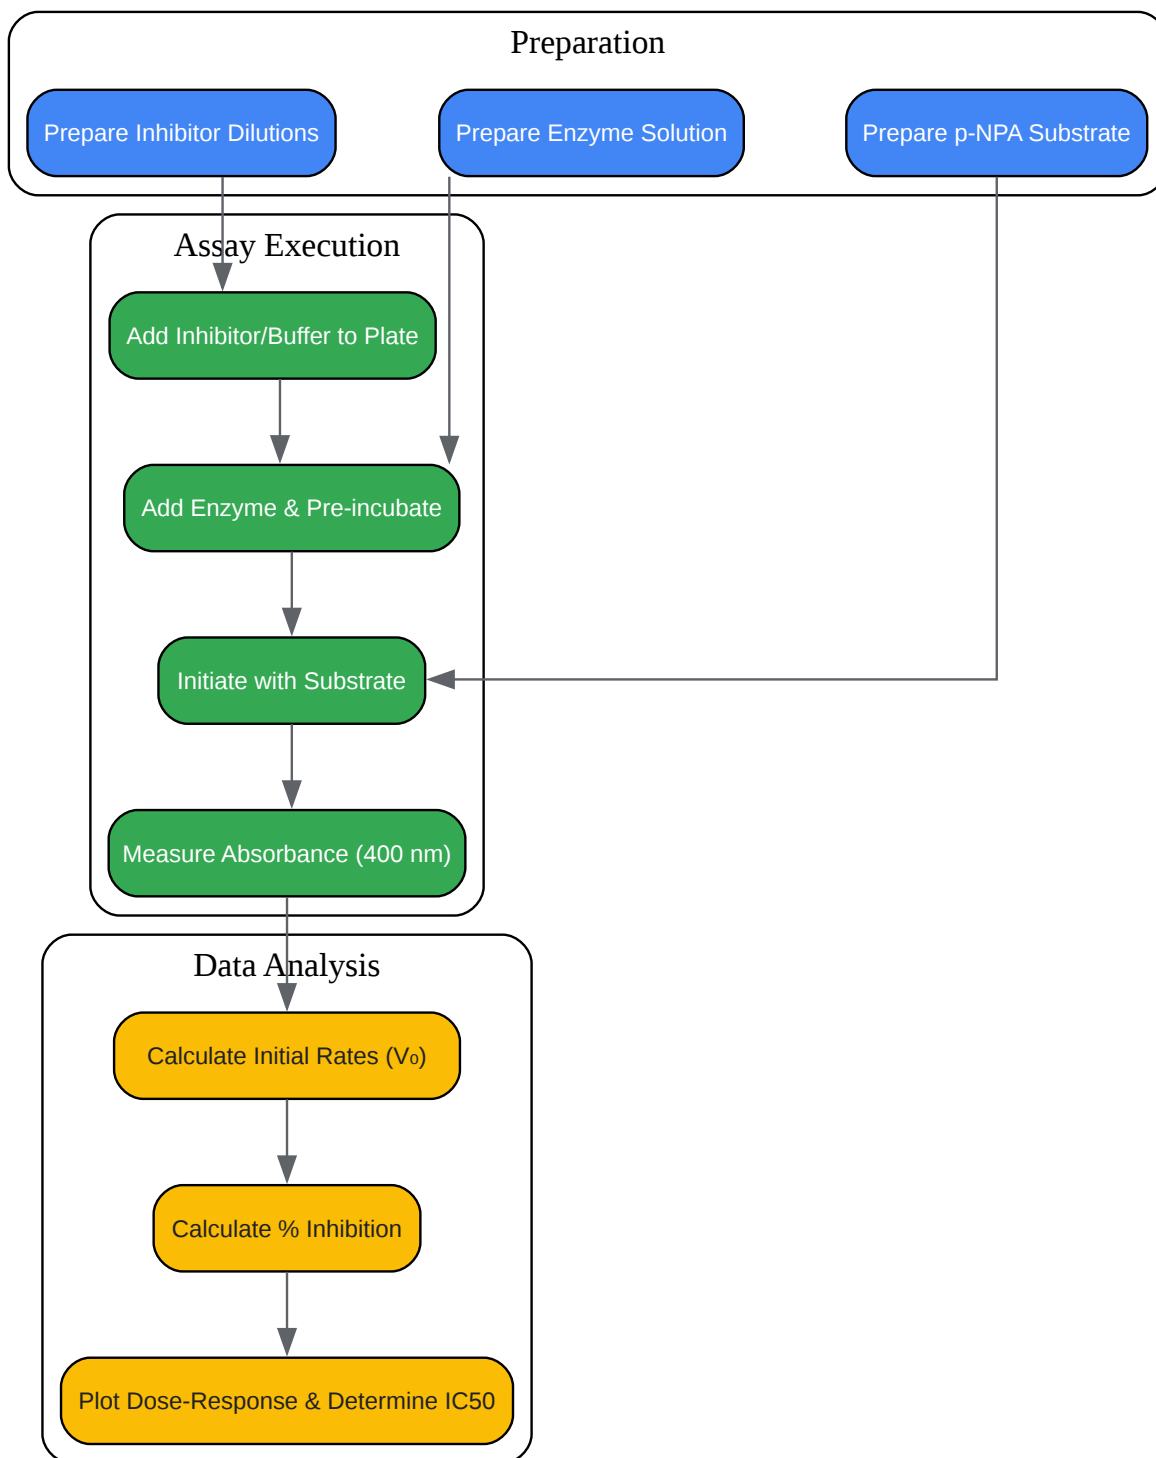 Preparation
Prepare Inhibitor Dilutions
Prepare Enzyme Solution
Prepare p-NPA Substrate
Assay Execution
Add Inhibitor/Buffer to Plate
Add Enzyme & Pre-incubate
Initiate with Substrate
Measure Absorbance (400 nm)
Data Analysis
Calculate Initial Rates (V₀)
Calculate % Inhibition
Plot Dose-Response & Determine IC50